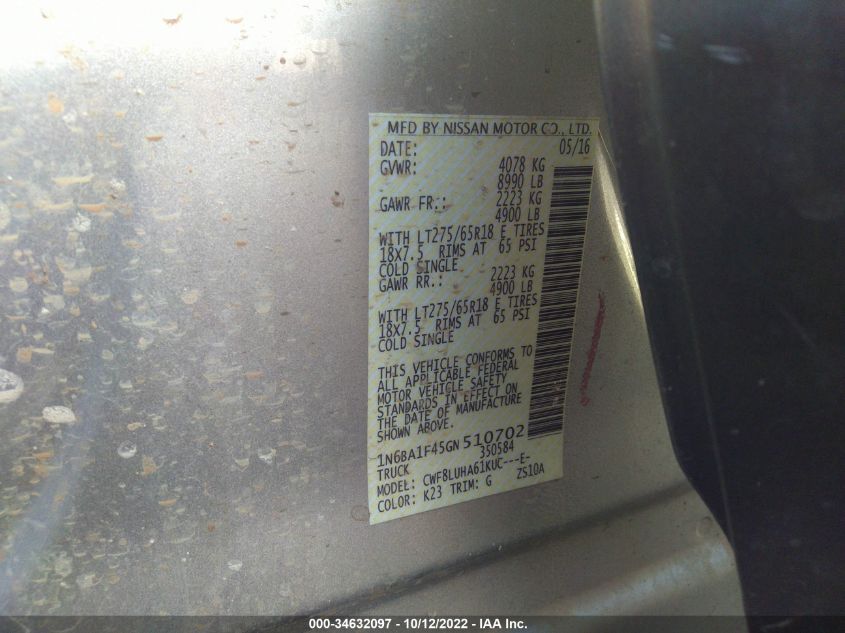 MFD BY NISSAN MOTOR CO., LTD.
DATE: 05/16
GVWR: 4078 KG
8990 LB
GAWR FR.: 2223 KG
4900 LB
WITH LT275/65R18 E TIRES
18X7.5 RIMS AT 65 PSI
COLD SINGLE
GAWR RR.: 2223 KG
4900 LB
WITH LT275/65R18 E TIRES
18X7.5 RIMS AT 65 PSI
COLD SINGLE
THIS VEHICLE CONFORMS TO
ALL APPLICABLE FEDERAL
MOTOR VEHICLE SAFETY
STANDARDS IN EFFECT ON
THE DATE OF MANUFACTURE
SHOWN ABOVE.
1N6BA1F45GN510702
TRUCK 350584
MODEL: CWF8LUHA61KUC---E-
COLOR: K23 TRIM: G ZS10A
000-34632097 - 10/12/2022 - IAA Inc.